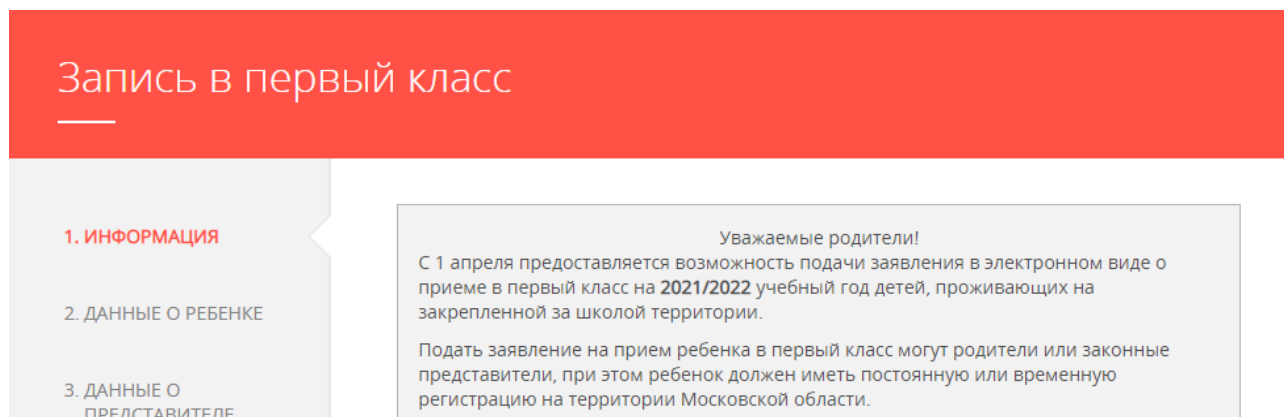 Запись в первый класс
1. ИНФОРМАЦИЯ
2. ДАННЫЕ О РЕБЕНКЕ
3. ДАННЫЕ О
ПРЕДСТАВИТЕЛЕ
Уважаемые родители!
С 1 апреля предоставляется возможность подачи заявления в электронном виде о
приеме в первый класс на 2021/2022 учебный год детей, проживающих на
закрепленной за школой территории.
Подать заявление на прием ребенка в первый класс могут родители или законные
представители, при этом ребенок должен иметь постоянную или временную
регистрацию на территории Московской области.